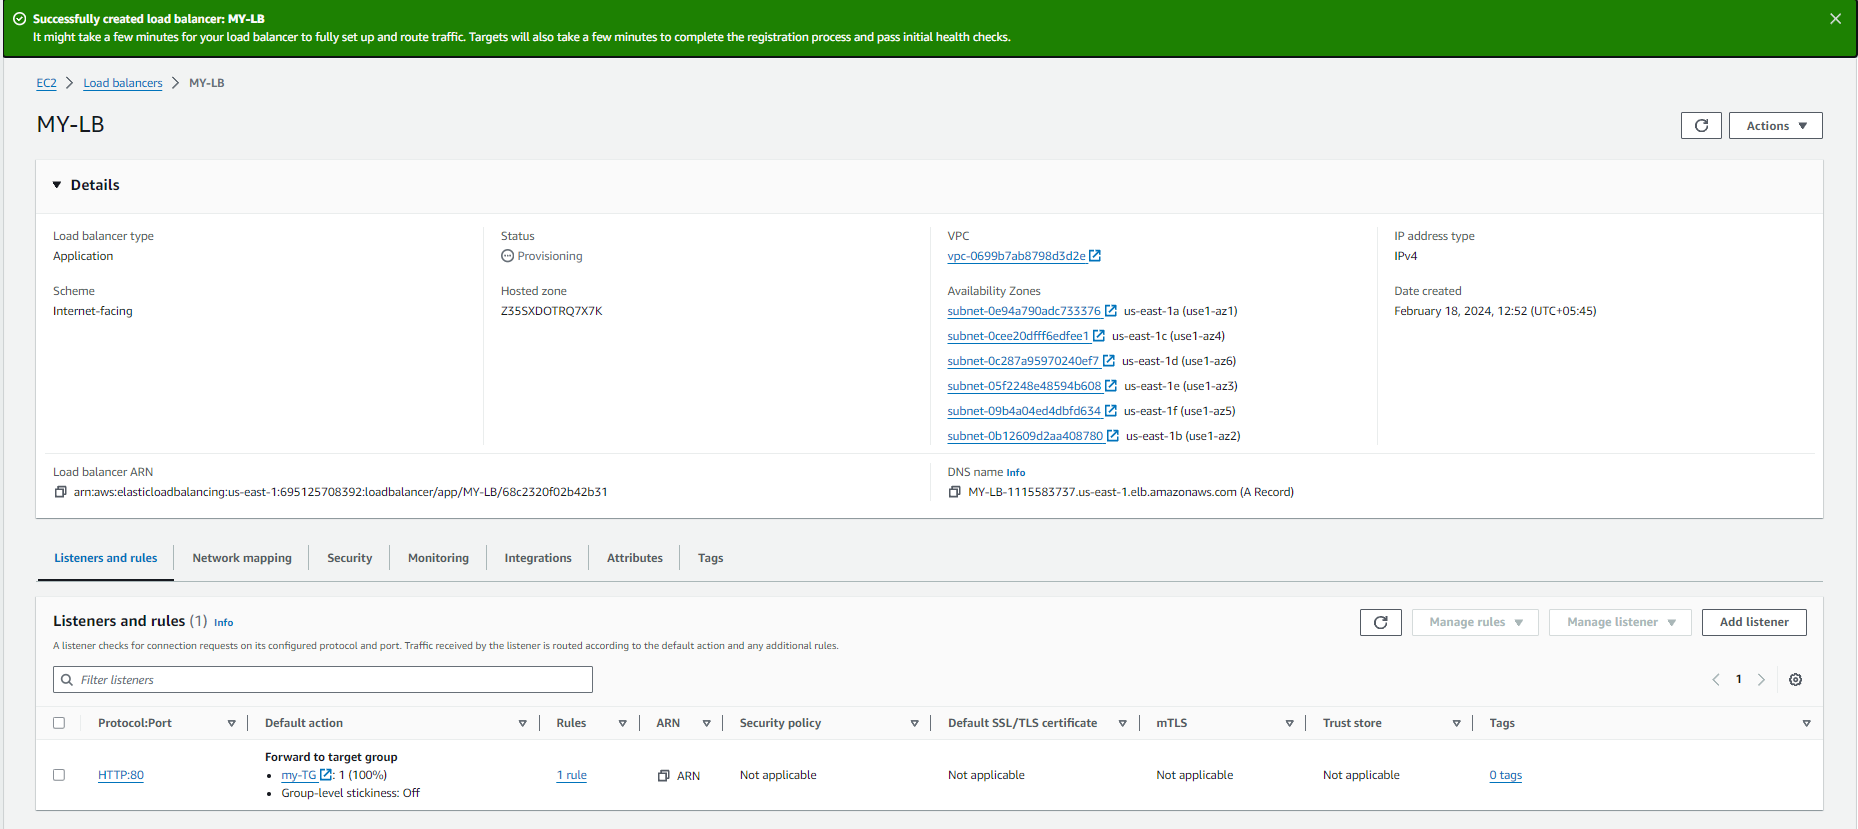 Successfully created load balancer: MY-LB
It might take a few minutes for your load balancer to fully set up and route traffic. Targets will also take a few minutes to complete the registration process and pass initial health checks.
EC2 > Load balancers > MY-LB
MY-LB
Actions
Details
Load balancer type
Application
Status
Provisioning
VPC
vpc-0699b7ab8798d3d2e
IP address type
IPv4
Scheme
Internet-facing
Hosted zone
Z35SXDOTRQ7X7K
Availability Zones
subnet-0e94a790adc733376 us-east-1a (use1-az1)
subnet-0cee20dfff6edfee1 us-east-1c (use1-az4)
subnet-0c287a95970240ef7 us-east-1d (use1-az6)
subnet-05f2248e48594b608 us-east-1e (use1-az3)
subnet-09b4a04ed4dbfd634 us-east-1f (use1-az5)
subnet-0b12609d2aa408780 us-east-1b (use1-az2)
Date created
February 18, 2024, 12:52 (UTC+05:45)
Load balancer ARN
arn:aws:elasticloadbalancing:us-east-1:695125708392:loadbalancer/app/MY-LB/68c2320f02b42b31
DNS name Info
MY-LB-1115583737.us-east-1.elb.amazonaws.com (A Record)
Listeners and rules Network mapping Security Monitoring Integrations Attributes Tags
Listeners and rules (1) Info
Manage rules Manage listener Add listener
A listener checks for connection requests on its configured protocol and port. Traffic received by the listener is routed according to the default action and any additional rules.
Filter listeners
1
Protocol:Port Default action Rules ARN Security policy Default SSL/TLS certificate mTLS Trust store Tags
HTTP:80
Forward to target group
• my-TG: 1 (100%)
• Group-level stickiness: Off
1 rule
ARN
Not applicable
Not applicable
Not applicable
Not applicable
0 tags